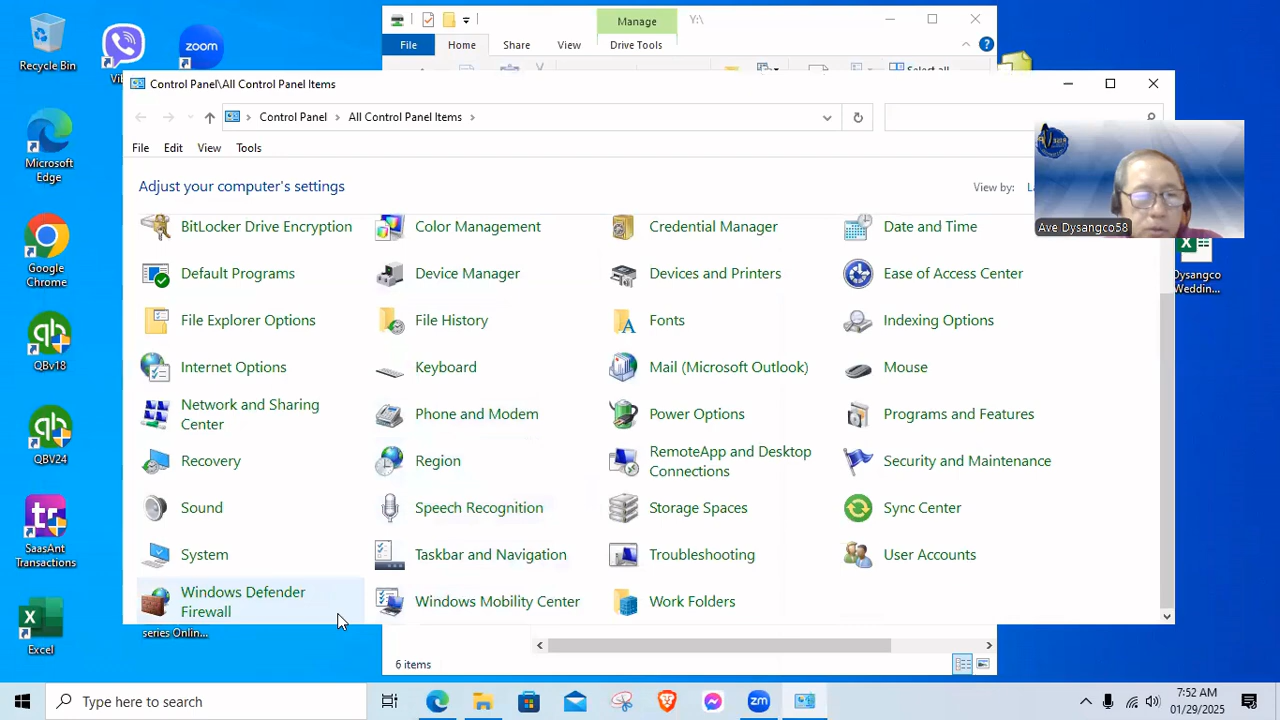 Recycle Bin
zoom
Manage
Y:\
File
Home
Share
View
Drive Tools
Select all
Control Panel\All Control Panel Items
Control Panel
All Control Panel Items
File
Edit
View
Tools
Adjust your computer's settings
View by:
Ave Dysangco58
BitLocker Drive Encryption
Color Management
Credential Manager
Date and Time
Default Programs
Device Manager
Devices and Printers
Ease of Access Center
File Explorer Options
File History
Fonts
Indexing Options
Internet Options
Keyboard
Mail (Microsoft Outlook)
Mouse
Network and Sharing
Center
Phone and Modem
Power Options
Programs and Features
Recovery
Region
RemoteApp and Desktop
Connections
Security and Maintenance
Sound
Speech Recognition
Storage Spaces
Sync Center
System
Taskbar and Navigation
Troubleshooting
User Accounts
Windows Defender
Firewall
Windows Mobility Center
Work Folders
Microsoft
Edge
Google
Chrome
QBv18
QBV24
SaasAnt
Transactions
Excel
series Onlin...
Dysangco
Weddin...
6 items
Type here to search
7:52 AM
01/29/2025